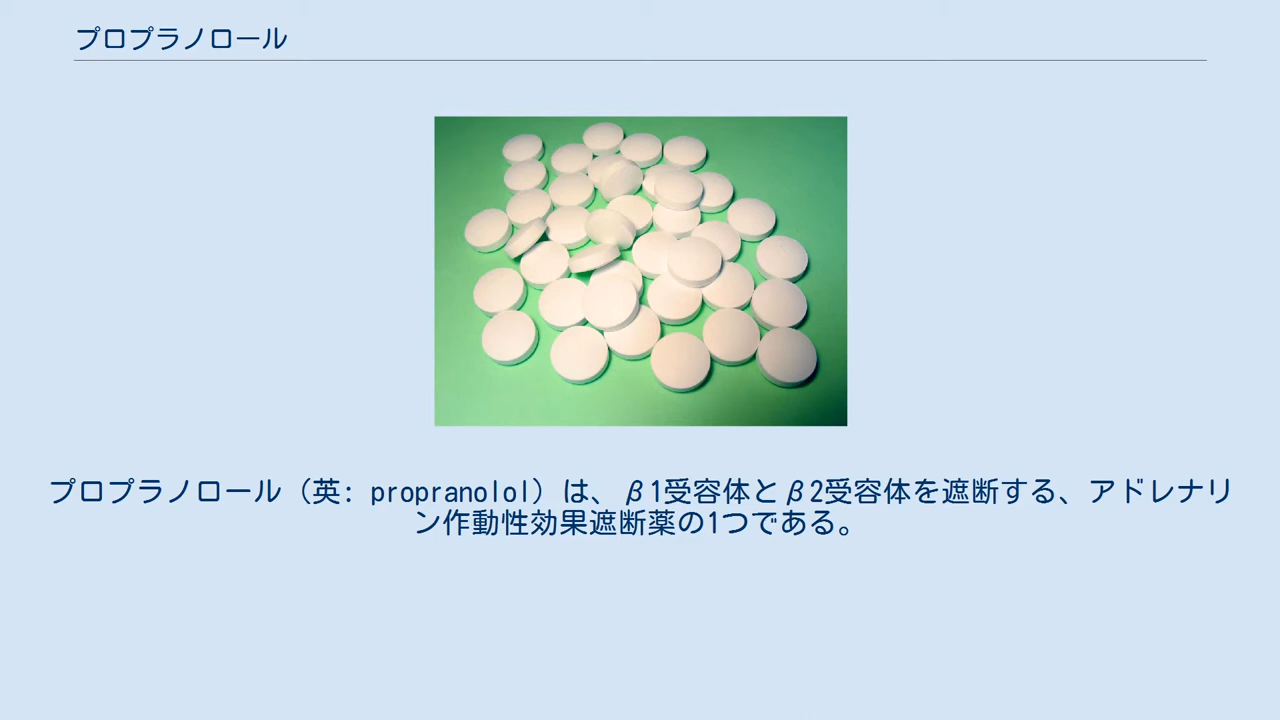 プロプラノロール
プロプラノロール（英: propranolol）は、β1受容体とβ2受容体を遮断する、アドレナリ
ン作動性効果遮断薬の1つである。